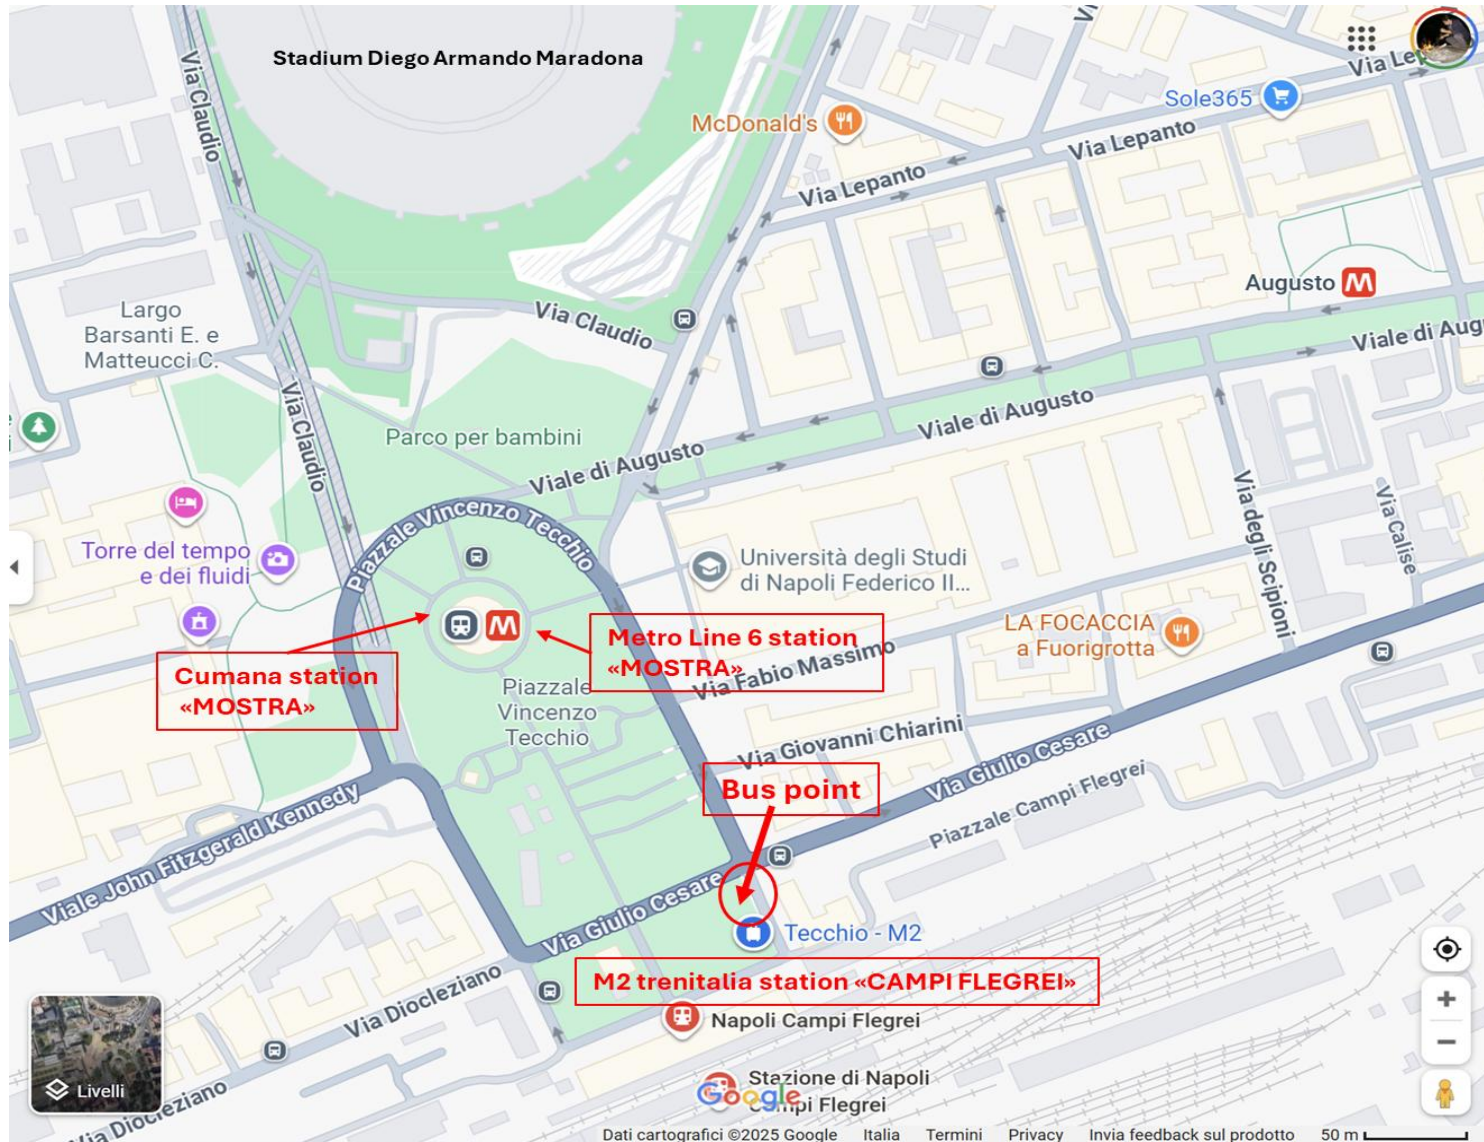 Stadium Diego Armando Maradona
Via Claudio
Via Le
Sole365
McDonald's
Via Lepanto
Via Lepanto
Augusto M
Largo
Barsanti E. e
Matteucci C.
Via Claudio
Viale di Aug
Via Claudio
Parco per bambini
Viale di Augusto
Viale di Augusto
Piazzale Vincenzo Tecchio
Via degli Scipioni
Via Calise
Torre del tempo
e dei fluidi
Università degli Studi
di Napoli Federico II...
M
LA FOCACCIA
a Fuorigrotta
Metro Line 6 station
«MOSTRA»
Cumana station
«MOSTRA»
Via Fabio Massimo
Piazzale
Vincenzo
Tecchio
Via Giovanni Chiarini
Via Giulio Cesare
Bus point
Piazzale Campi Flegrei
Viale John Fitzgerald Kennedy
Via Giulio Cesare
Tecchio - M2
M2 trenitalia station «CAMPI FLEGREI»
Via Diocleziano
Napoli Campi Flegrei
Stazione di Napoli
Campi Flegrei
Google
Livelli
Via Diocleziano
Dati cartografici ©2025 Google Italia Termini Privacy Invia feedback sul prodotto 50 m